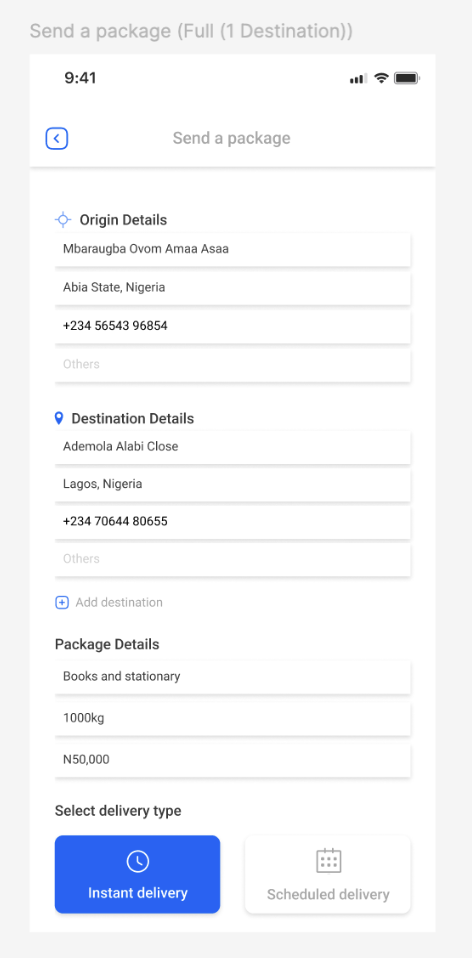 Send a package (Full (1 Destination))
9:41
Send a package
Origin Details
Mbaraugba Ovom Amaa Asaa
Abia State, Nigeria
+234 56543 96854
Others
Destination Details
Ademola Alabi Close
Lagos, Nigeria
+234 70644 80655
Others
Add destination
Package Details
Books and stationary
1000kg
N50,000
Select delivery type
Instant delivery
Scheduled delivery